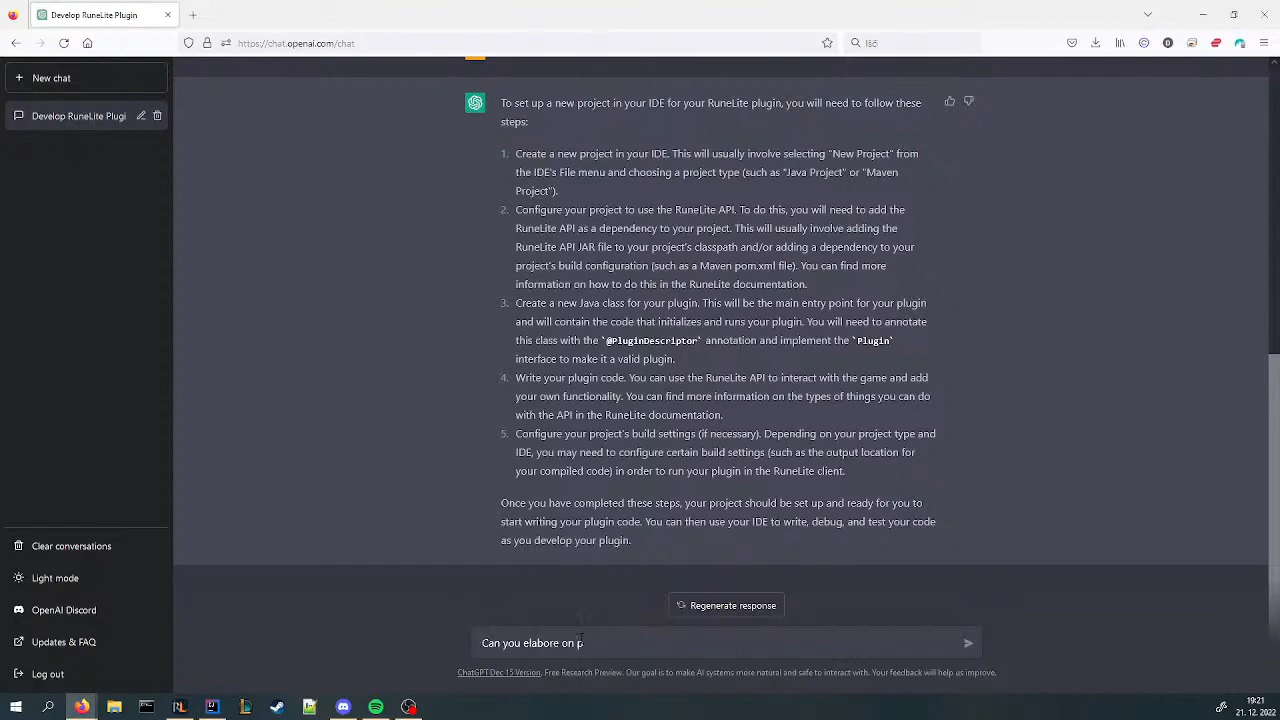 Develop RuneLite Plugin
https://chat.openai.com/chat
New chat
Develop RuneLite Plugi
To set up a new project in your IDE for your RuneLite plugin, you will need to follow these
steps:
1. Create a new project in your IDE. This will usually involve selecting "New Project" from
the IDE's File menu and choosing a project type (such as "Java Project" or "Maven
Project").
2. Configure your project to use the RuneLite API. To do this, you will need to add the
RuneLite API as a dependency to your project. This will usually involve adding the
RuneLite API JAR file to your project's classpath and/or adding a dependency to your
project's build configuration (such as a Maven pom.xml file). You can find more
information on how to do this in the RuneLite documentation.
3. Create a new Java class for your plugin. This will be the main entry point for your plugin
and will contain the code that initializes and runs your plugin. You will need to annotate
this class with the `@PluginDescriptor` annotation and implement the `Plugin`
interface to make it a valid plugin.
4. Write your plugin code. You can use the RuneLite API to interact with the game and add
your own functionality. You can find more information on the types of things you can do
with the API in the RuneLite documentation.
5. Configure your project's build settings (if necessary). Depending on your project type and
IDE, you may need to configure certain build settings (such as the output location for
your compiled code) in order to run your plugin in the RuneLite client.
Once you have completed these steps, your project should be set up and ready for you to
start writing your plugin code. You can then use your IDE to write, debug, and test your code
as you develop your plugin.
Clear conversations
Light mode
OpenAI Discord
Updates & FAQ
Log out
Regenerate response
Can you elabore on p
ChatGPT Dec 15 Version. Free Research Preview. Our goal is to make AI systems more natural and safe to interact with. Your feedback will help us improve.
19:21
21. 12. 2022